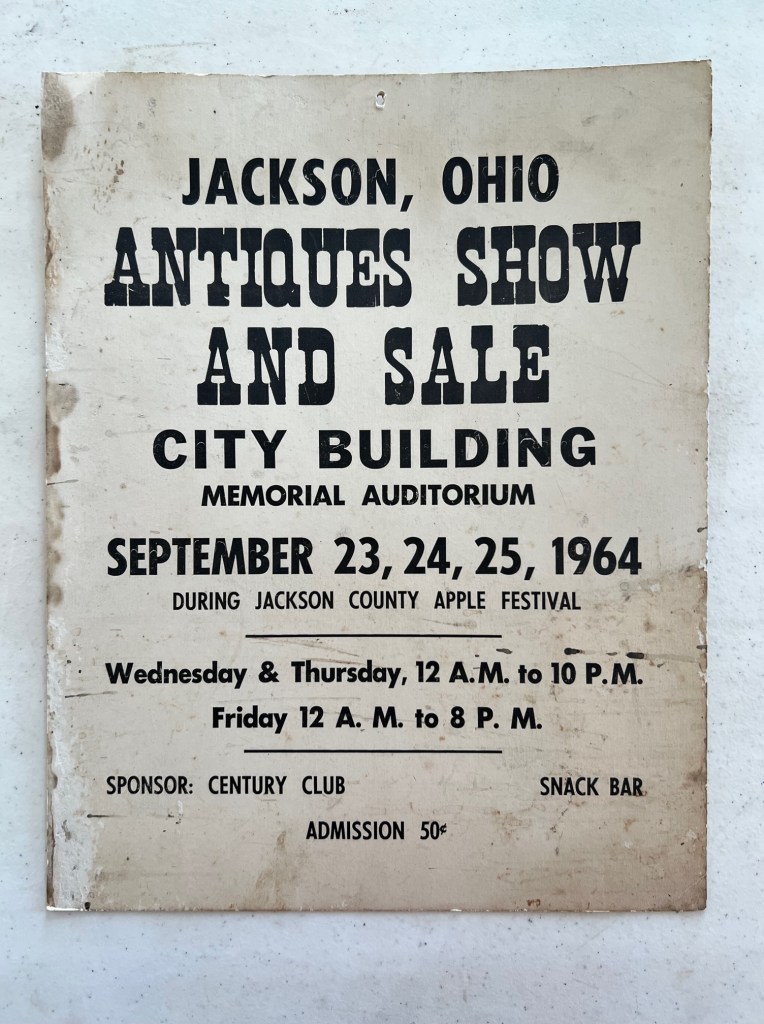 JACKSON, OHIO
ANTIQUES SHOW
AND SALE
CITY BUILDING
MEMORIAL AUDITORIUM
SEPTEMBER 23, 24, 25, 1964
DURING JACKSON COUNTY APPLE FESTIVAL
Wednesday & Thursday, 12 A.M. to 10 P.M.
Friday 12 A. M. to 8 P. M.
SPONSOR: CENTURY CLUB SNACK BAR
ADMISSION 50¢